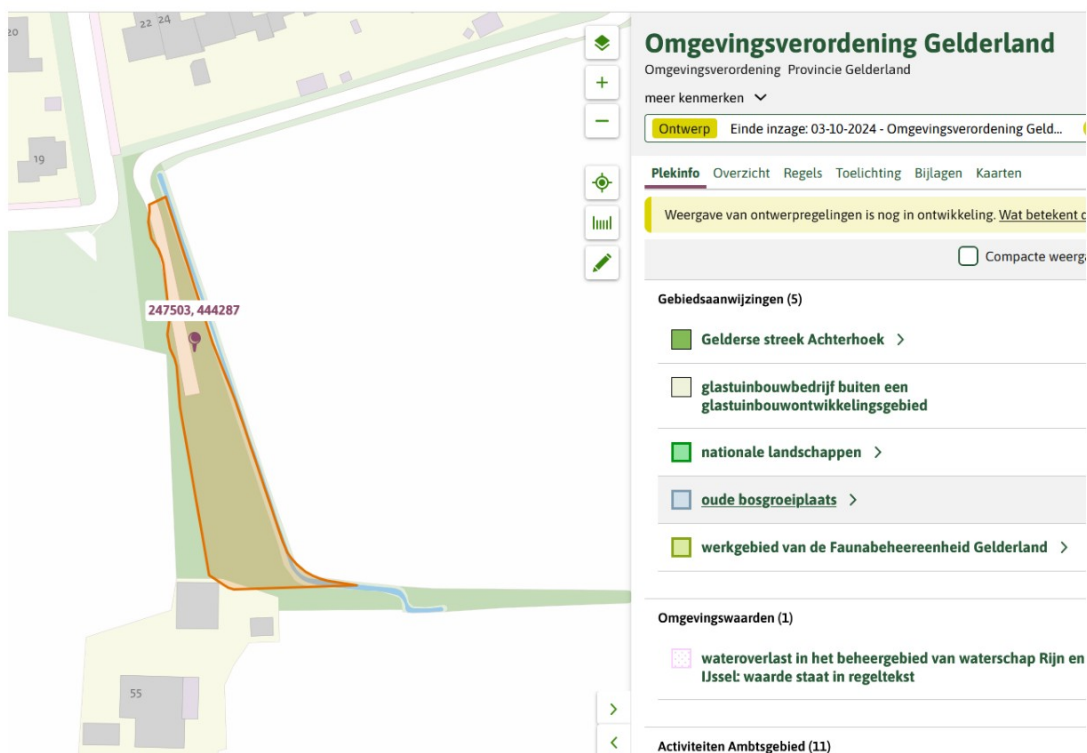 20
22 24
19
247503, 444287
55
Omgevingsverordening Gelderland
Omgevingsverordening Provincie Gelderland
meer kenmerken
Ontwerp Einde inzage: 03-10-2024 - Omgevingsverordening Geld...
Plekinfo Overzicht Regels Toelichting Bijlagen Kaarten
Weergave van ontwerpregelingen is nog in ontwikkeling. Wat betekent
Compacte weerga
Gebiedsaanwijzingen (5)
Gelderse streek Achterhoek
glastuinbouwbedrijf buiten een
glastuinbouwontwikkelingsgebied
nationale landschappen
oude bosgroeiplaats
werkgebied van de Faunabeheereenheid Gelderland
Omgevingswaarden (1)
wateroverlast in het beheergebied van waterschap Rijn en
IJssel: waarde staat in regeltekst
Activiteiten Ambtsgebied (11)